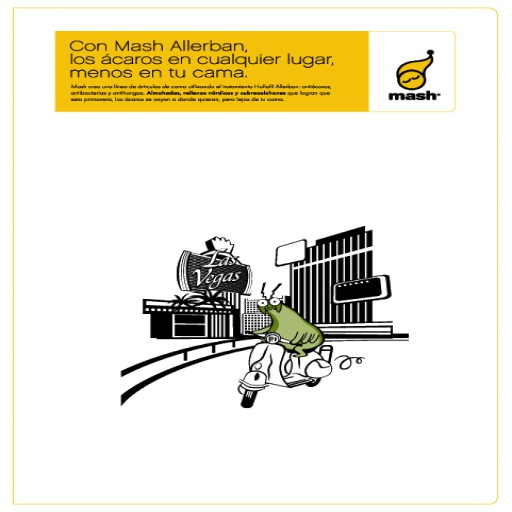 Con Mash Allerban,
los ácaros en cualquier lugar,
menos en tu cama.
Mash crea una línea de artículos de cama utilizando el tratamiento Hollofil Allerban: antiácaros,
antibacterias y antihongos. Almohadas, rellenos nórdicos y cubrecolchones que logran que
esta primavera, los ácaros se vayan a donde quieran, pero lejos de tu cama.
mash
Las
Vegas